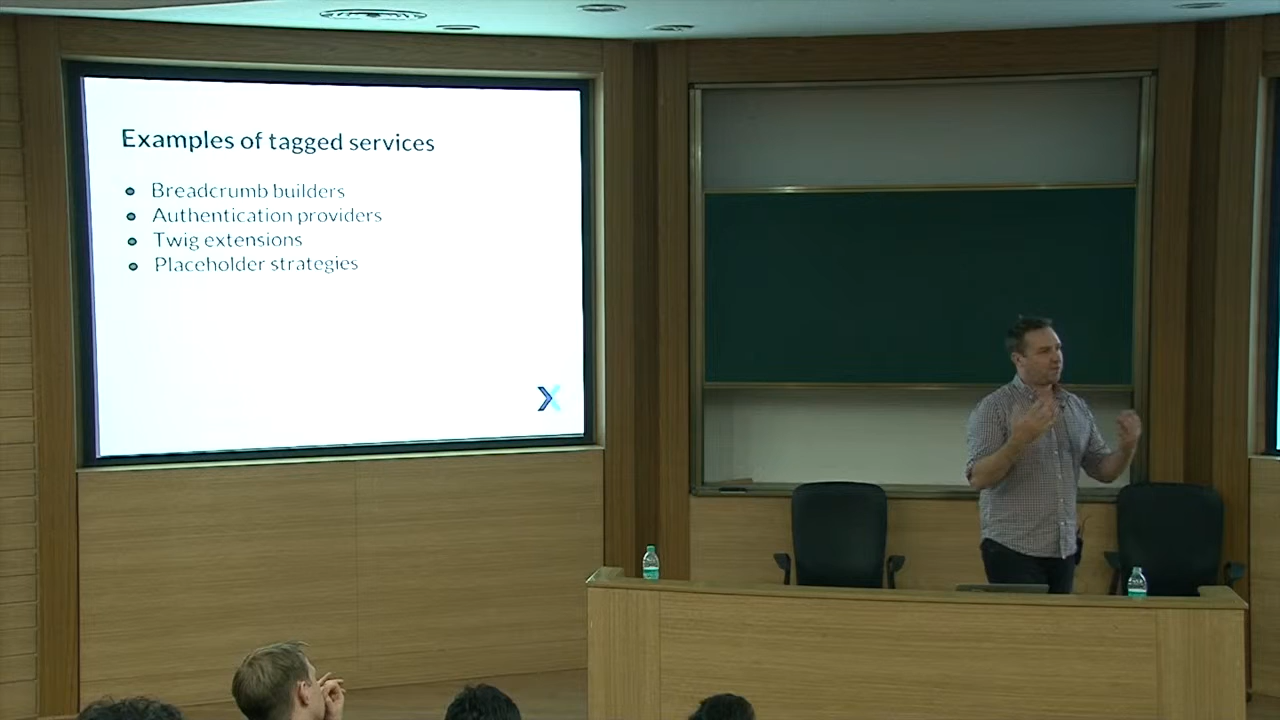 Examples of tagged services
Breadcrumb builders
Authentication providers
Twig extensions
Placeholder strategies